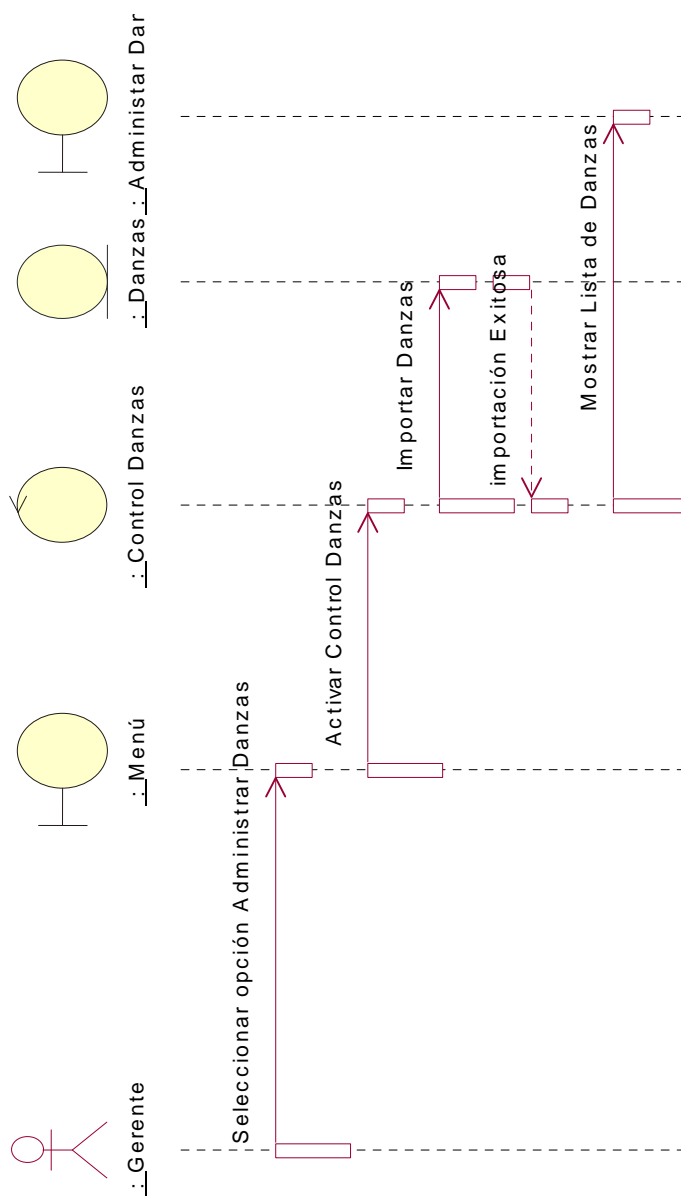 : Gerente
: Menú
: Control Danzas
: Danzas
: Administar Dar
Seleccionar opción Administrar Danzas
Activar Control Danzas
Importar Danzas
importación Exitosa
Mostrar Lista de Danzas